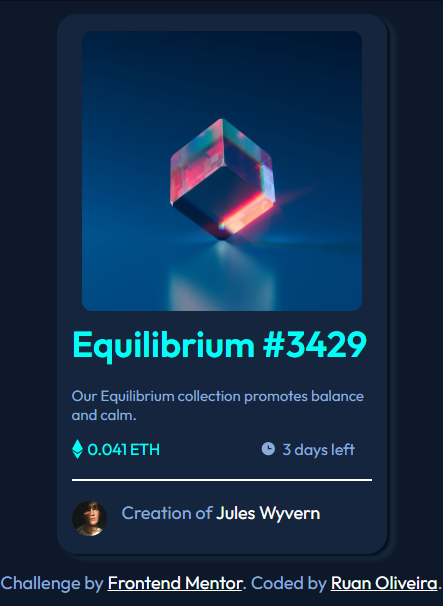 Equilibrium #3429
Our Equilibrium collection promotes balance
and calm.
0.041 ETH
3 days left
Creation of Jules Wyvern
Challenge by Frontend Mentor. Coded by Ruan Oliveira.